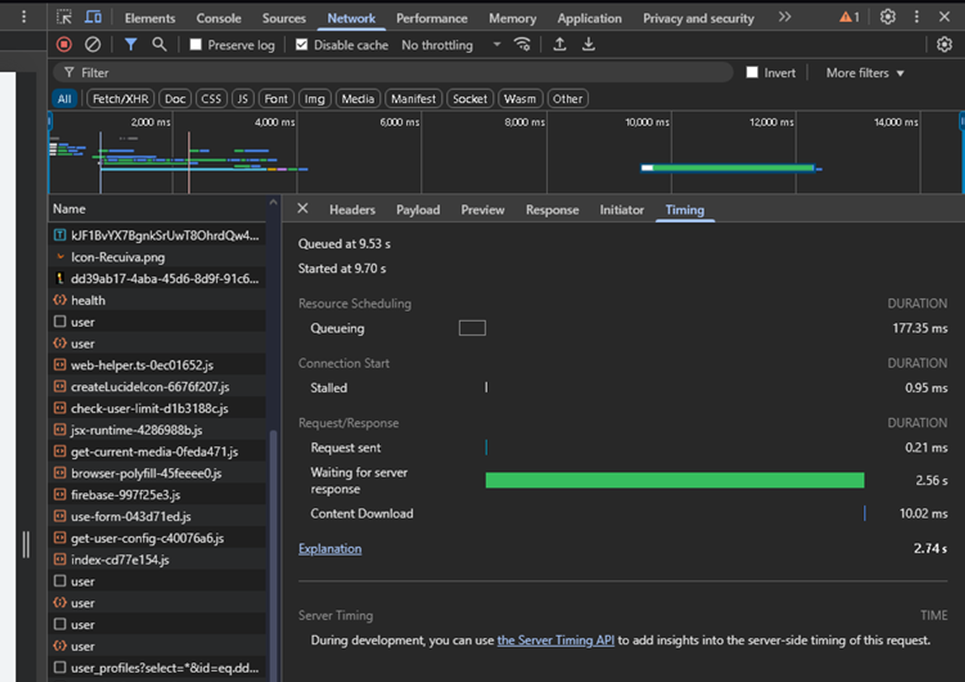 Elements Console Sources Network Performance Memory Application Privacy and security 1
Preserve log Disable cache No throttling
Filter Invert More filters
All Fetch/XHR Doc CSS JS Font Img Media Manifest Socket Wasm Other
2,000 ms 4,000 ms 6,000 ms 8,000 ms 10,000 ms 12,000 ms 14,000 ms
Name
kJF1BvYX7BgnkSrUwT8OhrdQw4...
Icon-Recuiva.png
dd39ab17-4aba-45d6-8d9f-91c6...
health
user
user
web-helper.ts-0ec01652.js
createLucideIcon-6676f207.js
check-user-limit-d1b3188c.js
jsx-runtime-4286988b.js
get-current-media-0feda471.js
browser-polyfill-45feeee0.js
firebase-997f25e3.js
use-form-043d71ed.js
get-user-config-c40076a6.js
index-cd77e154.js
user
user
user
user
user_profiles?select=*&id=eq.dd...
Headers Payload Preview Response Initiator Timing
Queued at 9.53 s
Started at 9.70 s
Resource Scheduling DURATION
Queueing 177.35 ms
Connection Start DURATION
Stalled 0.95 ms
Request/Response DURATION
Request sent 0.21 ms
Waiting for server
response 2.56 s
Content Download 10.02 ms
Explanation 2.74 s
Server Timing TIME
During development, you can use the Server Timing API to add insights into the server-side timing of this request.